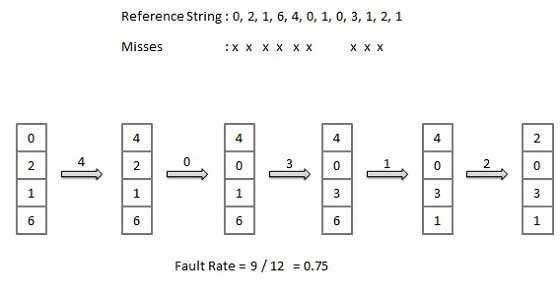 Reference String : 0, 2, 1, 6, 4, 0, 1, 0, 3, 1, 2, 1
Misses : x x x x x x x x x
4 0 3 1 2
0 4 4 4 4 2
2 2 0 0 0 0
1 1 1 3 3 3
6 6 6 6 1 1
Fault Rate = 9 / 12 = 0.75